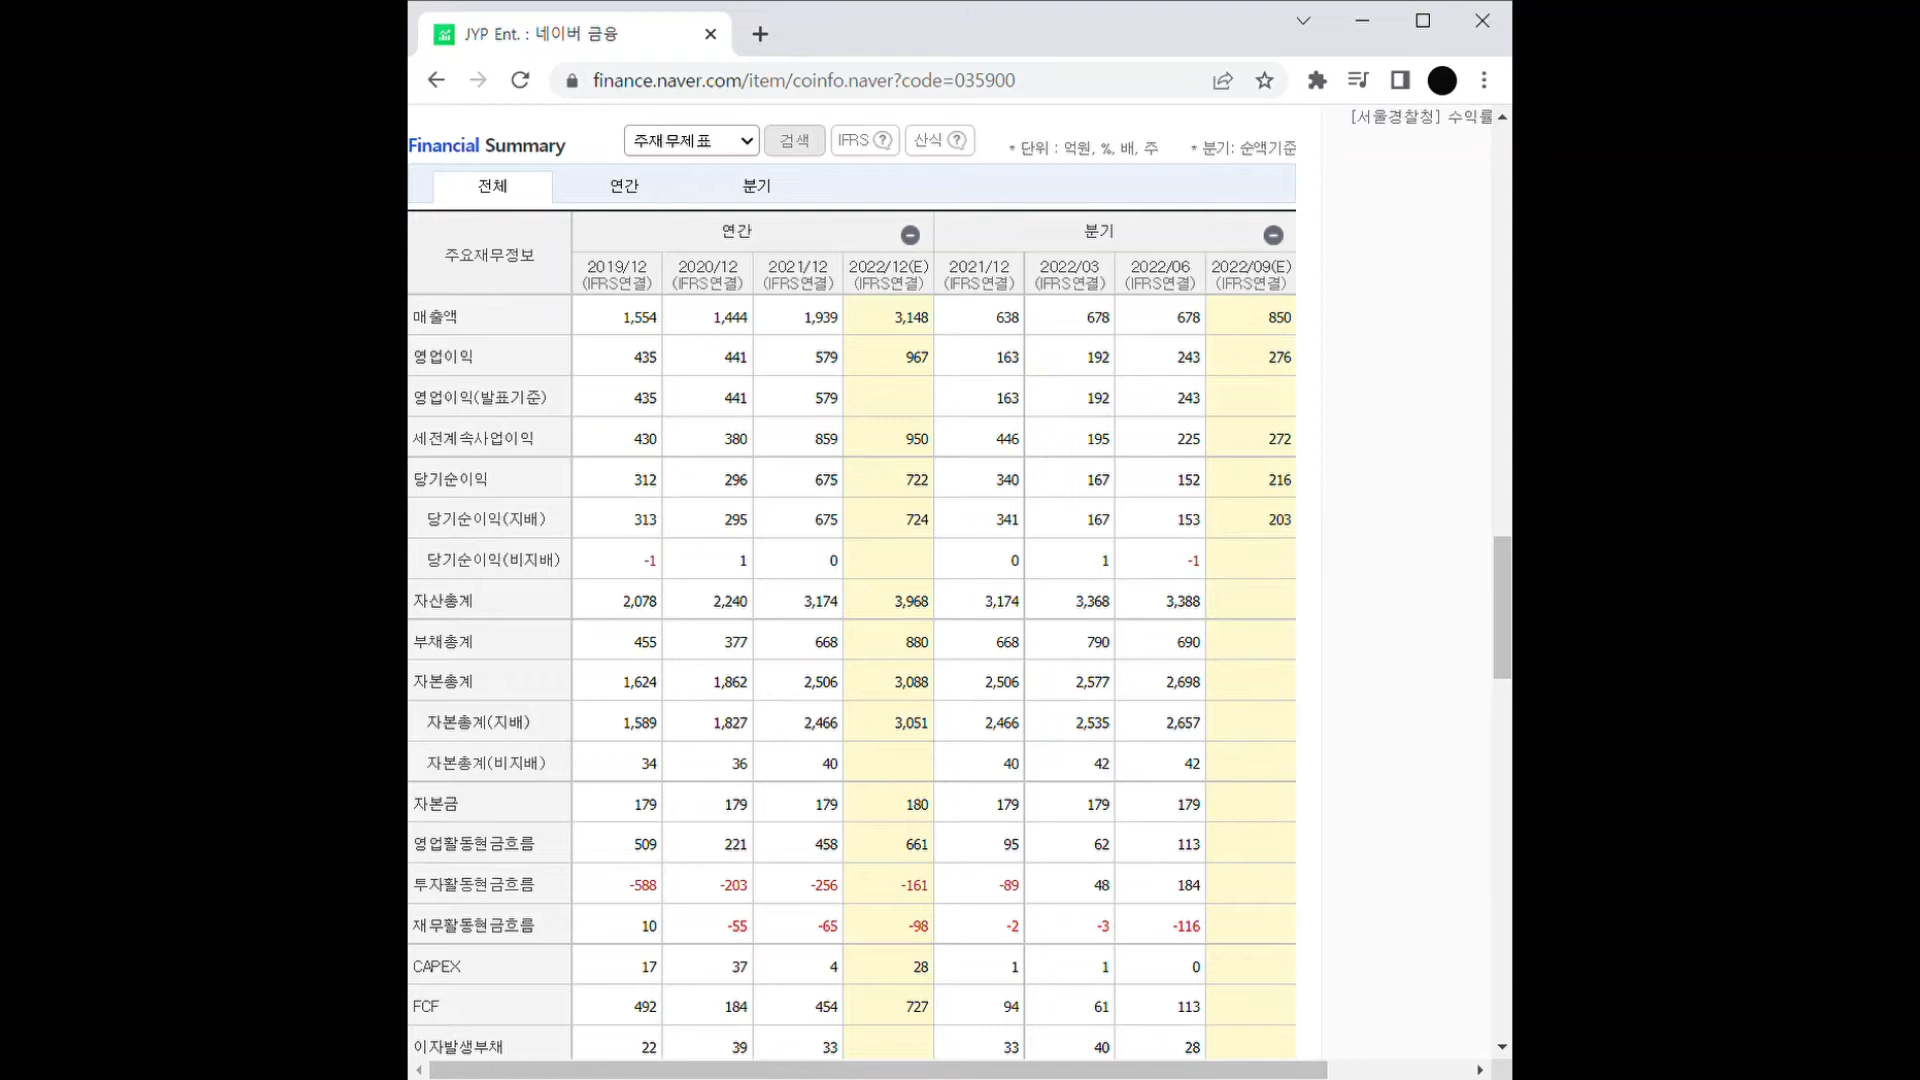 JYP Ent. : 네이버 금융
finance.naver.com/item/coinfo.naver?code=035900
[서울경찰청] 수익률
Financial Summary 주재무제표 검색 IFRS ? 산식 ? * 단위 : 억원, %, 배, 주 * 분기: 순액기준
전체 연간 분기
주요재무정보 연간 분기
2019/12 2020/12 2021/12 2022/12(E) 2021/12 2022/03 2022/06 2022/09(E)
(IFRS연결) (IFRS연결) (IFRS연결) (IFRS연결) (IFRS연결) (IFRS연결) (IFRS연결) (IFRS연결)
매출액 1,554 1,444 1,939 3,148 638 678 678 850
영업이익 435 441 579 967 163 192 243 276
영업이익(발표기준) 435 441 579 163 192 243
세전계속사업이익 430 380 859 950 446 195 225 272
당기순이익 312 296 675 722 340 167 152 216
당기순이익(지배) 313 295 675 724 341 167 153 203
당기순이익(비지배) -1 1 0 0 1 -1
자산총계 2,078 2,240 3,174 3,968 3,174 3,368 3,388
부채총계 455 377 668 880 668 790 690
자본총계 1,624 1,862 2,506 3,088 2,506 2,577 2,698
자본총계(지배) 1,589 1,827 2,466 3,051 2,466 2,535 2,657
자본총계(비지배) 34 36 40 40 42 42
자본금 179 179 179 180 179 179 179
영업활동현금흐름 509 221 458 661 95 62 113
투자활동현금흐름 -588 -203 -256 -161 -89 48 184
재무활동현금흐름 10 -55 -65 -98 -2 -3 -116
CAPEX 17 37 4 28 1 1 0
FCF 492 184 454 727 94 61 113
이자발생부채 22 39 33 33 40 28